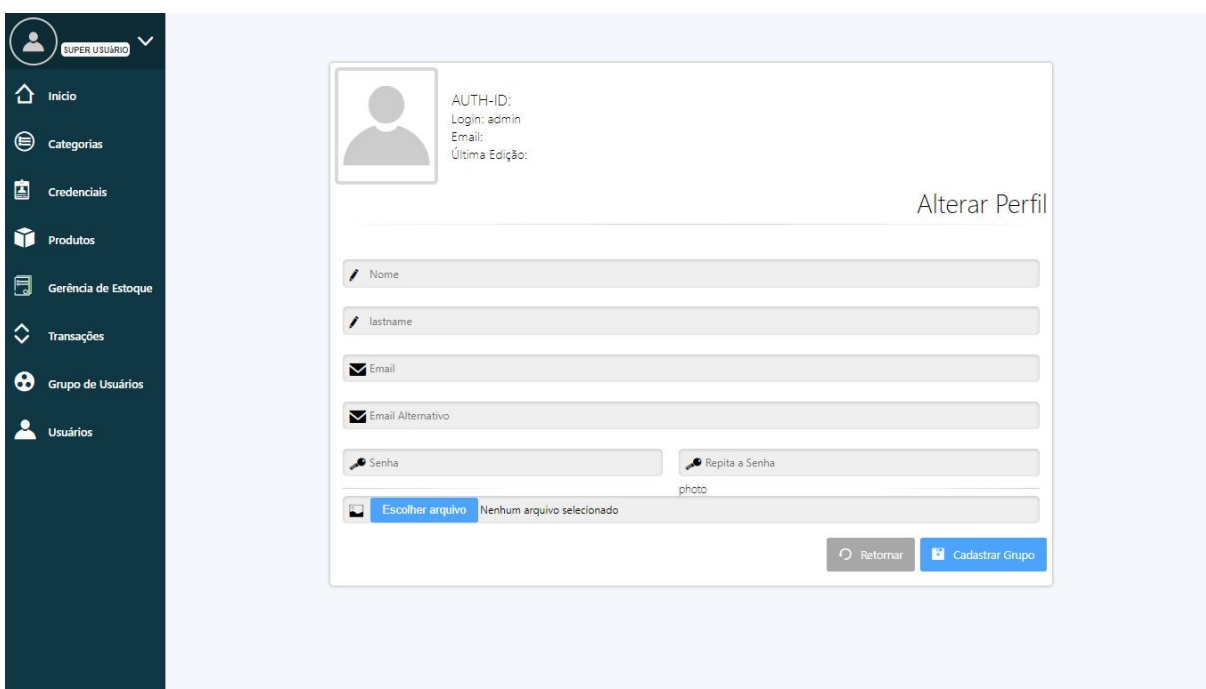 SUPER USUáRIO
Inicio
Categorias
Credenciais
Produtos
Gerência de Estoque
Transações
Grupo de Usuários
Usuários
AUTH-ID:
Login: admin
Email:
Última Edição:
Alterar Perfil
Nome
lastname
Email
Email Alternativo
Senha
Repita a Senha
photo
Escolher arquivo Nenhum arquivo selecionado
Retornar
Cadastrar Grupo